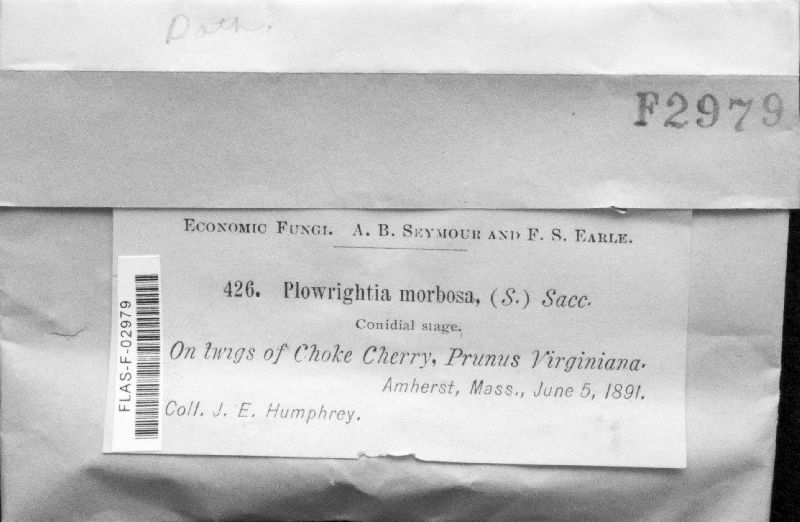 Path.
F2979
ECONOMIC FUNGI. A. B. SEYMOUR AND F. S. EARLE.
426. Plowrightia morbosa, (S.) Sacc.
Conidial stage.
On twigs of Choke Cherry, Prunus Virginiana.
Amherst, Mass., June 5, 1891.
Coll. J. E. Humphrey.
FLAS-F-02979